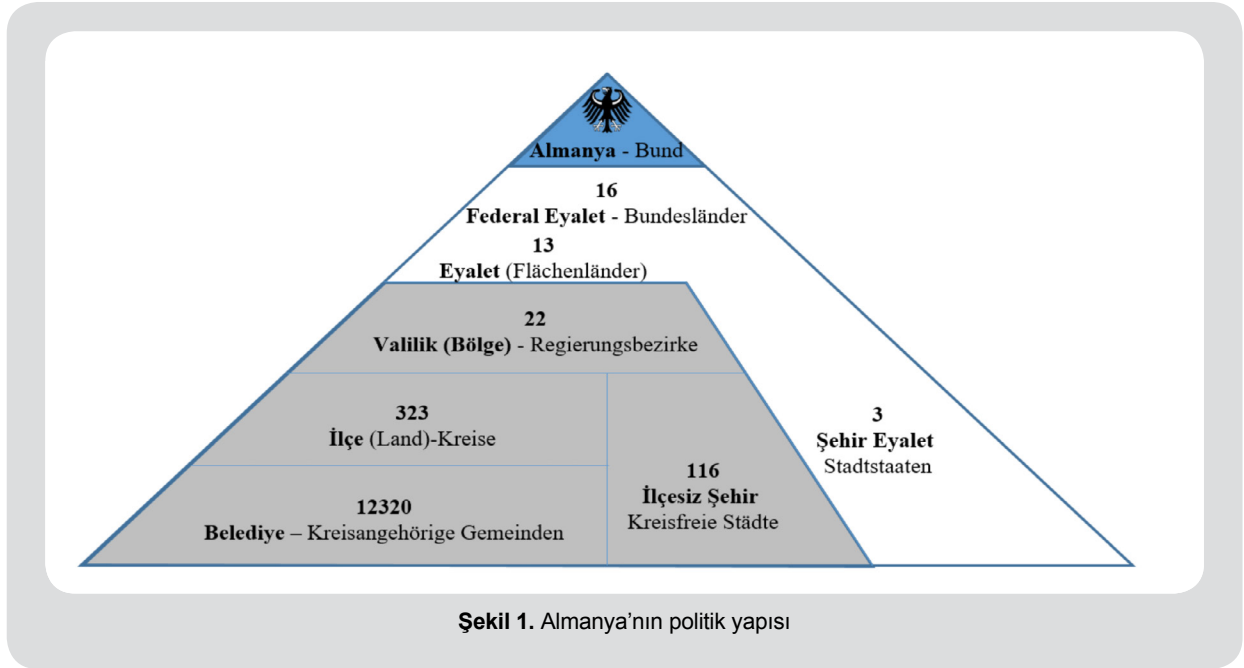 Almanya - Bund
16
Federal Eyalet - Bundesländer
13
Eyalet (Flächenländer)
22
Valilik (Bölge) - Regierungsbezirke
323
İlçe (Land)-Kreise
12320
Belediye – Kreisangehörige Gemeinden
116
İlçesiz Şehir
Kreisfreie Städte
3
Şehir Eyalet
Stadtstaaten
Şekil 1. Almanya’nın politik yapısı